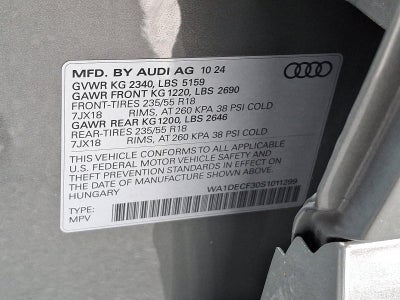 MFD. BY AUDI AG 10 24
GVWR KG 2340, LBS 5159
GAWR FRONT KG 1220, LBS 2690
FRONT-TIRES 235/55 R18
7JX18 RIMS, AT 260 KPA 38 PSI COLD
GAWR REAR KG 1200, LBS 2646
REAR-TIRES 235/55 R18
7JX18 RIMS, AT 260 KPA 38 PSI COLD
THIS VEHICLE CONFORMS TO ALL APPLICABLE
U.S. FEDERAL MOTOR VEHICLE SAFETY AND
THEFT PREVENTION STANDARDS IN EFFECT ON
THE DATE OF MANUFACTURE SHOWN ABOVE.
HUNGARY
WA1DECF30S1011299
TYPE:
MPV